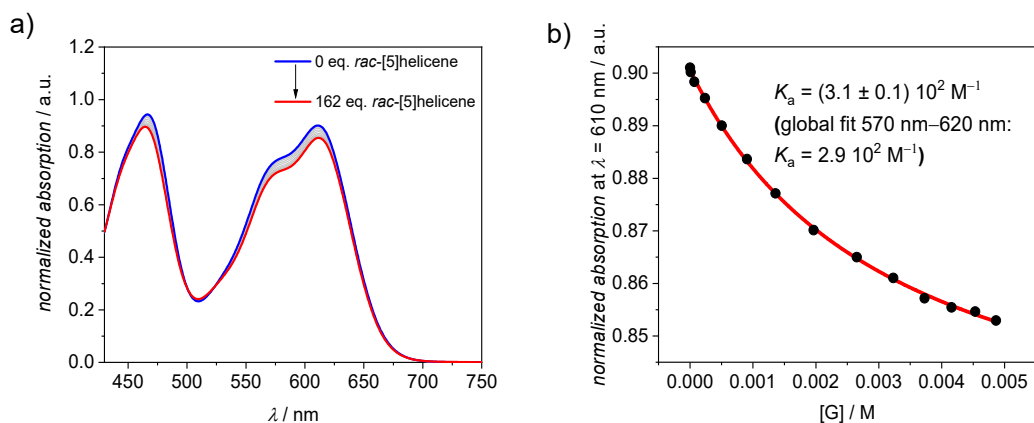 a)
0 eq. rac-[5]helicene
162 eq. rac-[5]helicene
normalized absorption / a.u.
1.2
1.0
0.8
0.6
0.4
0.2
0.0
450 500 550 600 650 700 750
λ / nm
b)
Kₐ = (3.1 ± 0.1) 10² M⁻¹
(global fit 570 nm–620 nm:
Kₐ = 2.9 10² M⁻¹)
normalized absorption at λ = 610 nm / a.u.
0.90
0.89
0.88
0.87
0.86
0.85
0.000 0.001 0.002 0.003 0.004 0.005
[G] / M